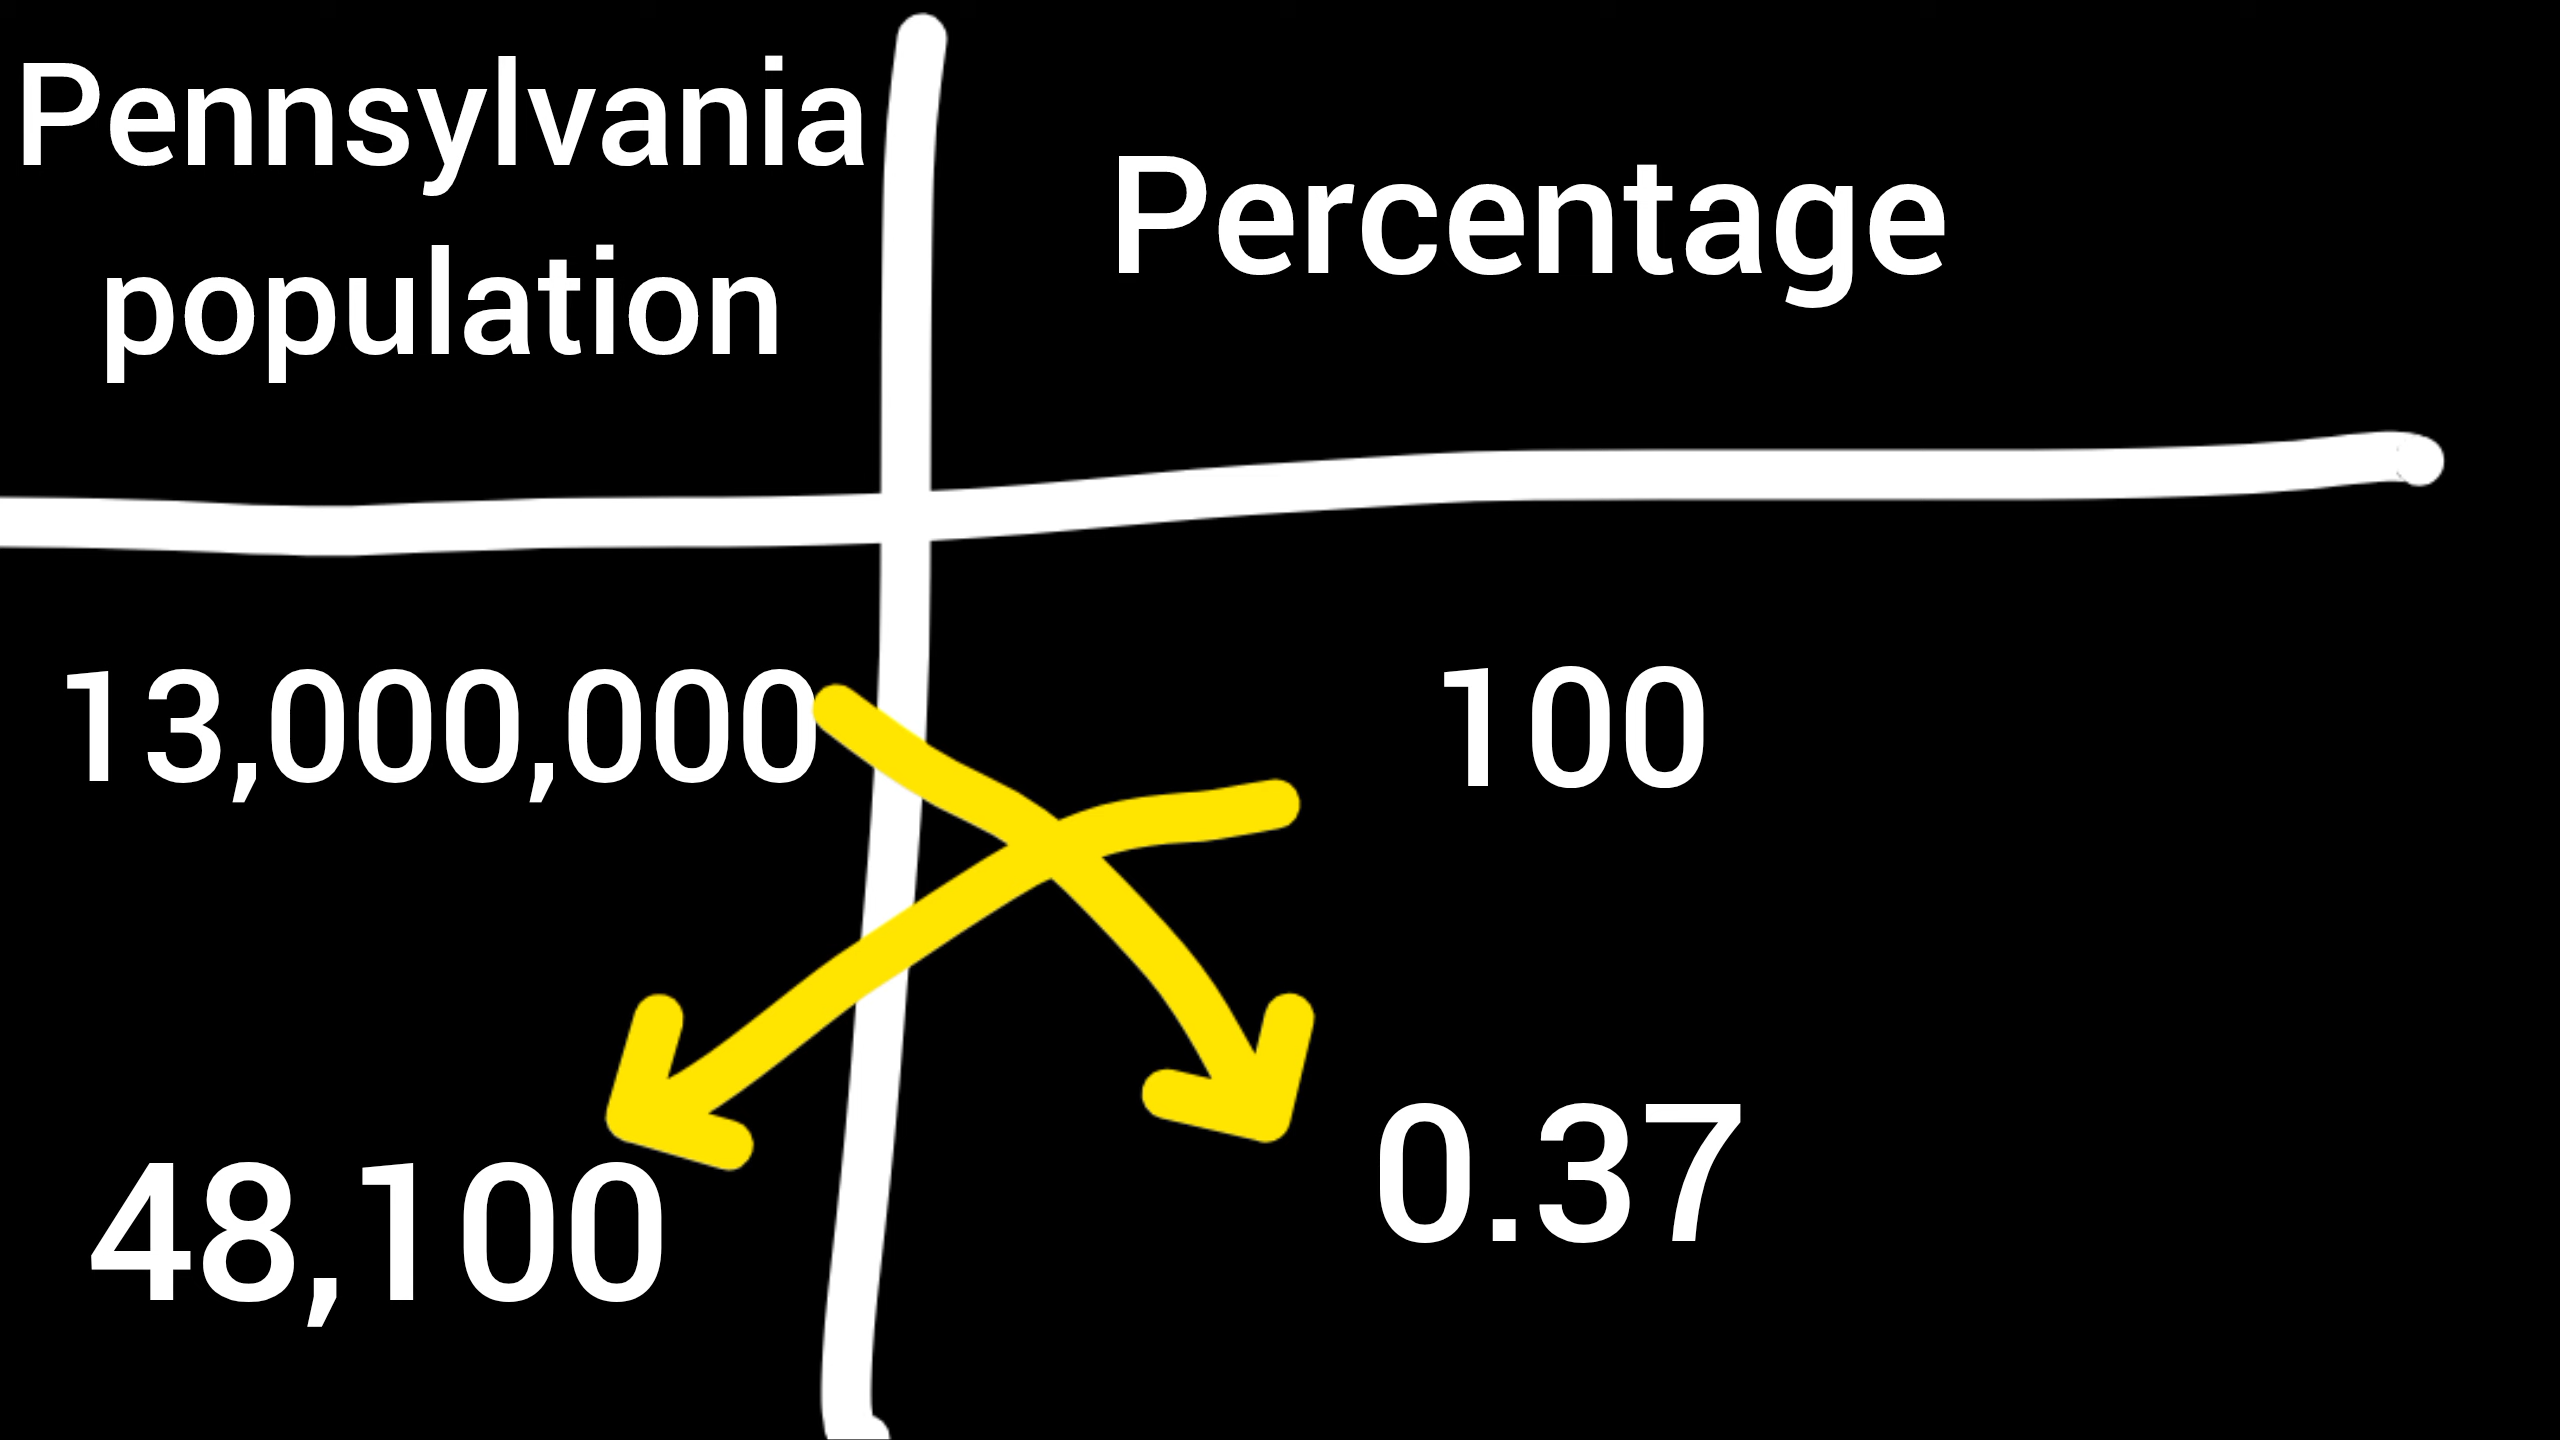 Pennsylvania
population
Percentage
13,000,000
100
48,100
0.37